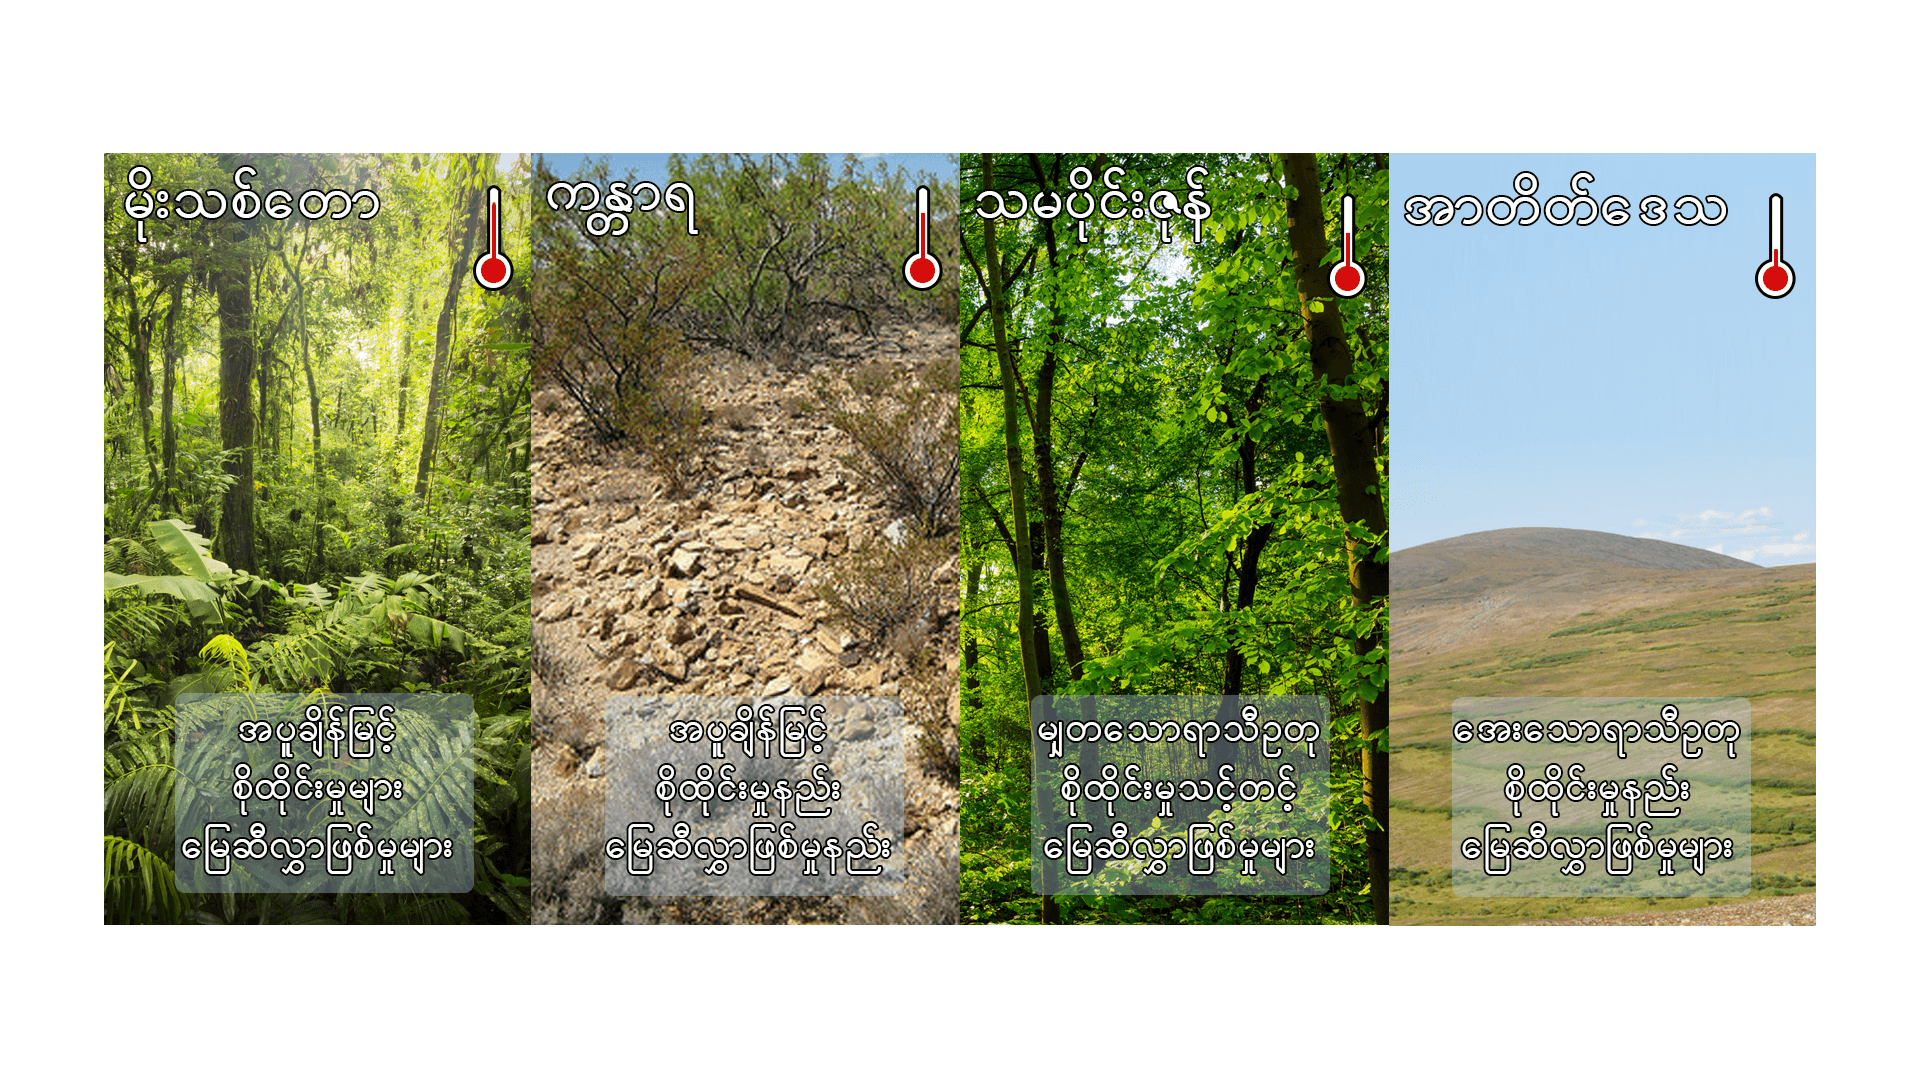 မိုးသစ်တော
အပူချိန်မြင့်
စိုထိုင်းမှုများ
မြေဆီလွှာဖြစ်မှုများ
ကန္တာရ
အပူချိန်မြင့်
စိုထိုင်းမှုနည်း
မြေဆီလွှာဖြစ်မှုနည်း
သမပိုင်းဇုန်
မျှတသောရာသီဥတု
စိုထိုင်းမှုသင့်တင့်
မြေဆီလွှာဖြစ်မှုများ
အာတိတ်ဒေသ
အေးသောရာသီဥတု
စိုထိုင်းမှုနည်း
မြေဆီလွှာဖြစ်မှုများ